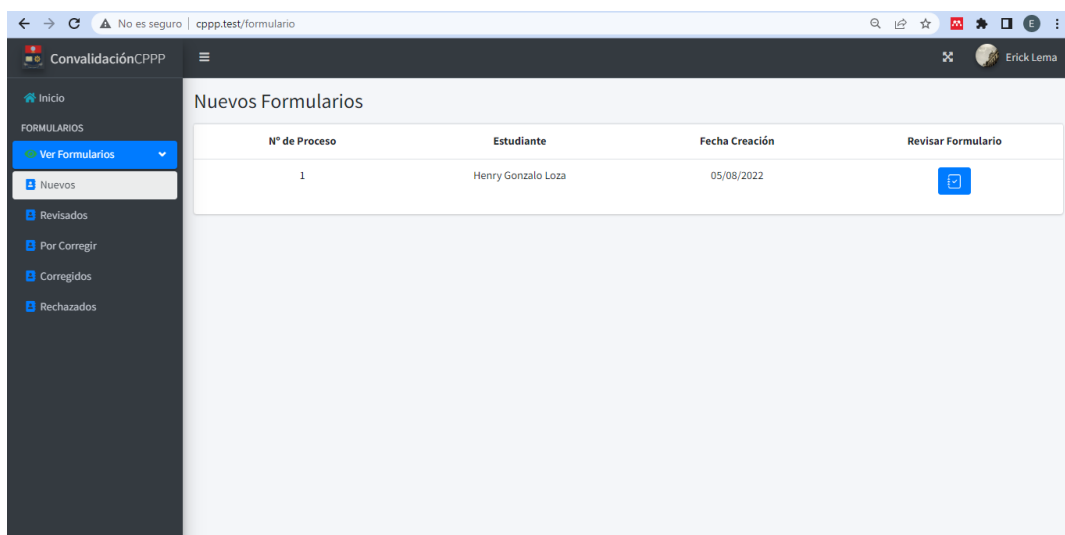 No es seguro | cppp.test/formulario E
ConvalidaciónCPPP Erick Lema
Inicio
FORMULARIOS
Ver Formularios
Nuevos
Revisados
Por Corregir
Corregidos
Rechazados
Nuevos Formularios
Nº de Proceso Estudiante Fecha Creación Revisar Formulario
1 Henry Gonzalo Loza 05/08/2022